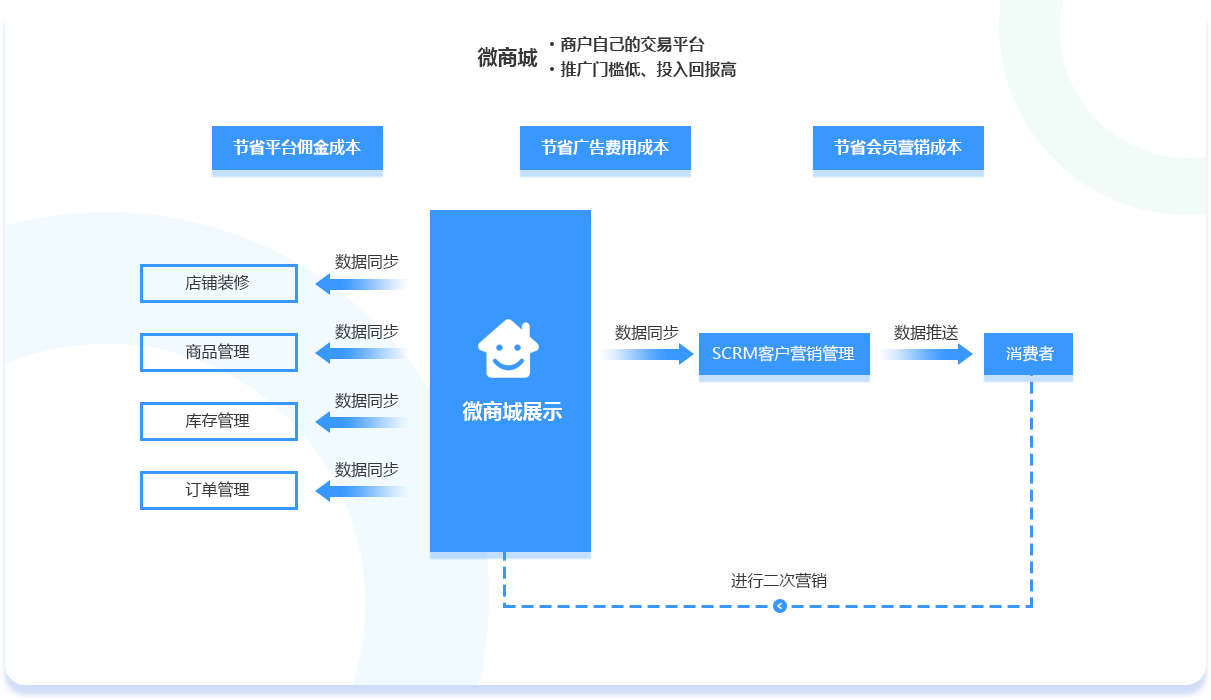 微商城
·商户自己的交易平台
·推广门槛低、投入回报高
节省平台佣金成本
节省广告费用成本
节省会员营销成本
店铺装修
数据同步
商品管理
数据同步
库存管理
数据同步
订单管理
数据同步
微商城展示
数据同步
SCRM客户营销管理
数据推送
消费者
进行二次营销